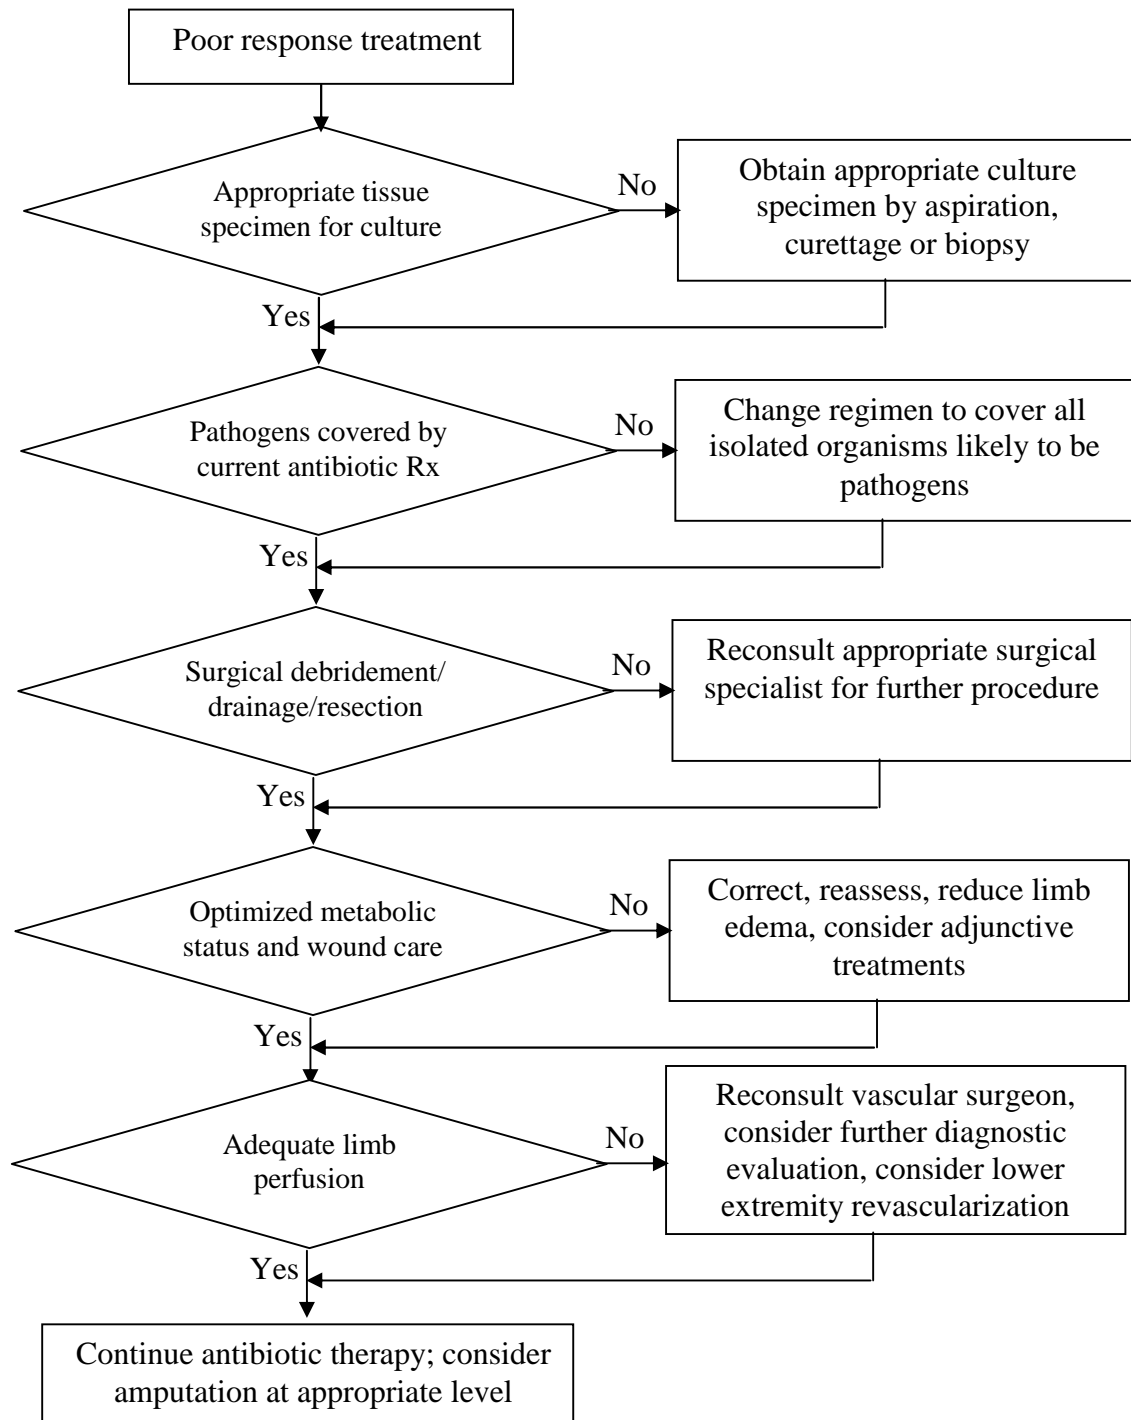 Poor response treatment
Appropriate tissue
specimen for culture
No
Obtain appropriate culture
specimen by aspiration,
curettage or biopsy
Yes
Pathogens covered by
current antibiotic Rx
No
Change regimen to cover all
isolated organisms likely to be
pathogens
Yes
Surgical debridement/
drainage/resection
No
Reconsult appropriate surgical
specialist for further procedure
Yes
Optimized metabolic
status and wound care
No
Correct, reassess, reduce limb
edema, consider adjunctive
treatments
Yes
Adequate limb
perfusion
No
Reconsult vascular surgeon,
consider further diagnostic
evaluation, consider lower
extremity revascularization
Yes
Continue antibiotic therapy; consider
amputation at appropriate level